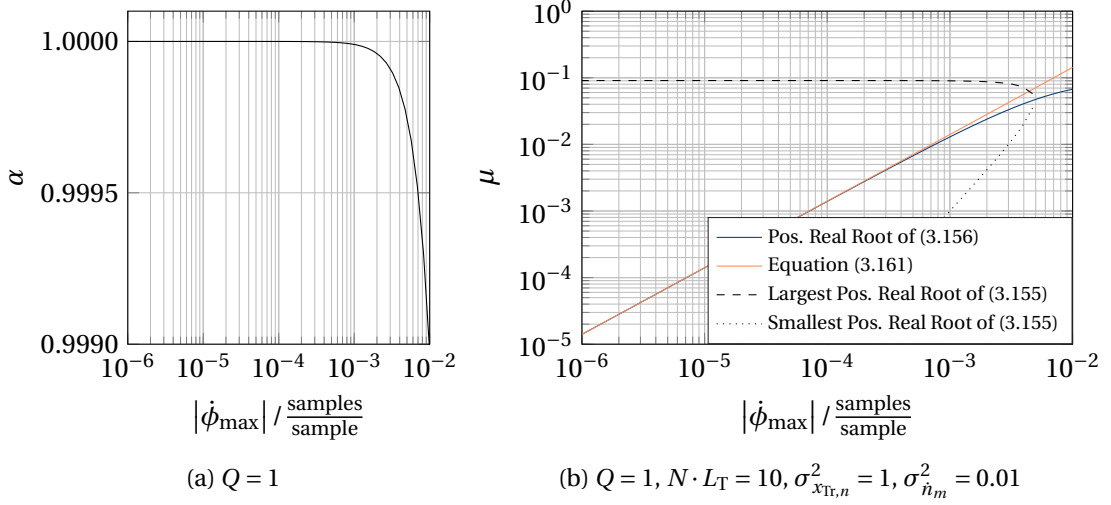 1.0000
0.9995
0.9990
α
10⁻⁶ 10⁻⁵ 10⁻⁴ 10⁻³ 10⁻²
|ϕ̇_max| / samples/sample
(a) Q = 1
10⁰
10⁻¹
10⁻²
10⁻³
10⁻⁴
10⁻⁵
μ
Pos. Real Root of (3.156)
Equation (3.161)
Largest Pos. Real Root of (3.155)
Smallest Pos. Real Root of (3.155)
10⁻⁶ 10⁻⁵ 10⁻⁴ 10⁻³ 10⁻²
|ϕ̇_max| / samples/sample
(b) Q = 1, N · L_T = 10, σ²_{x_{Tr,n}} = 1, σ²_{ṅ_m} = 0.01